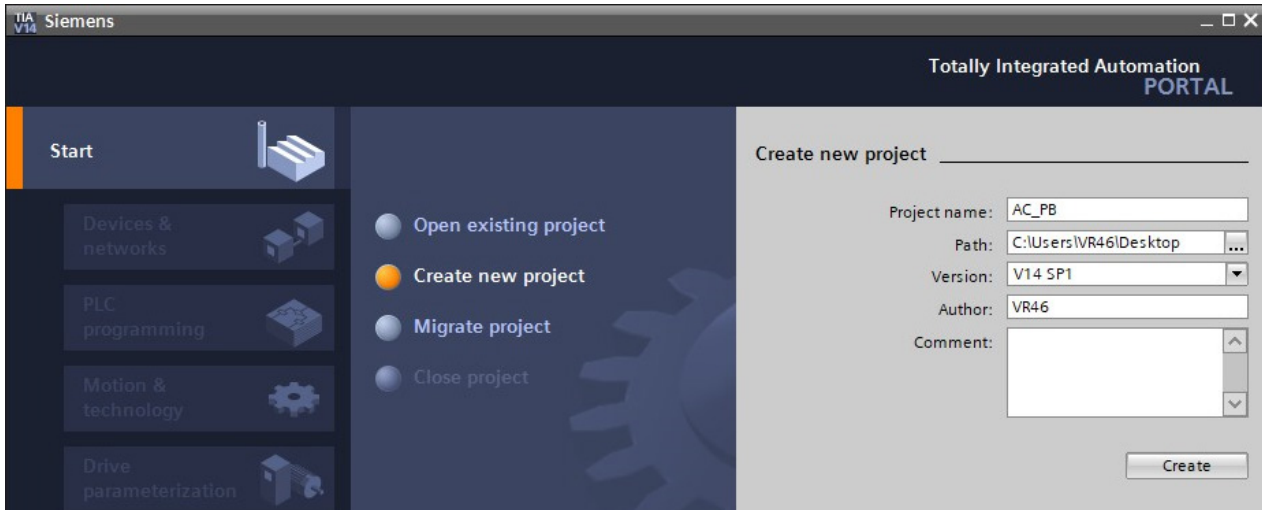 TIA V14 Siemens
Totally Integrated Automation
PORTAL
Start
Devices &
networks
PLC
programming
Motion &
technology
Drive
parameterization
Open existing project
Create new project
Migrate project
Close project
Create new project
Project name: AC_PB
Path: C:\Users\VR46\Desktop ...
Version: V14 SP1
Author: VR46
Comment:
Create